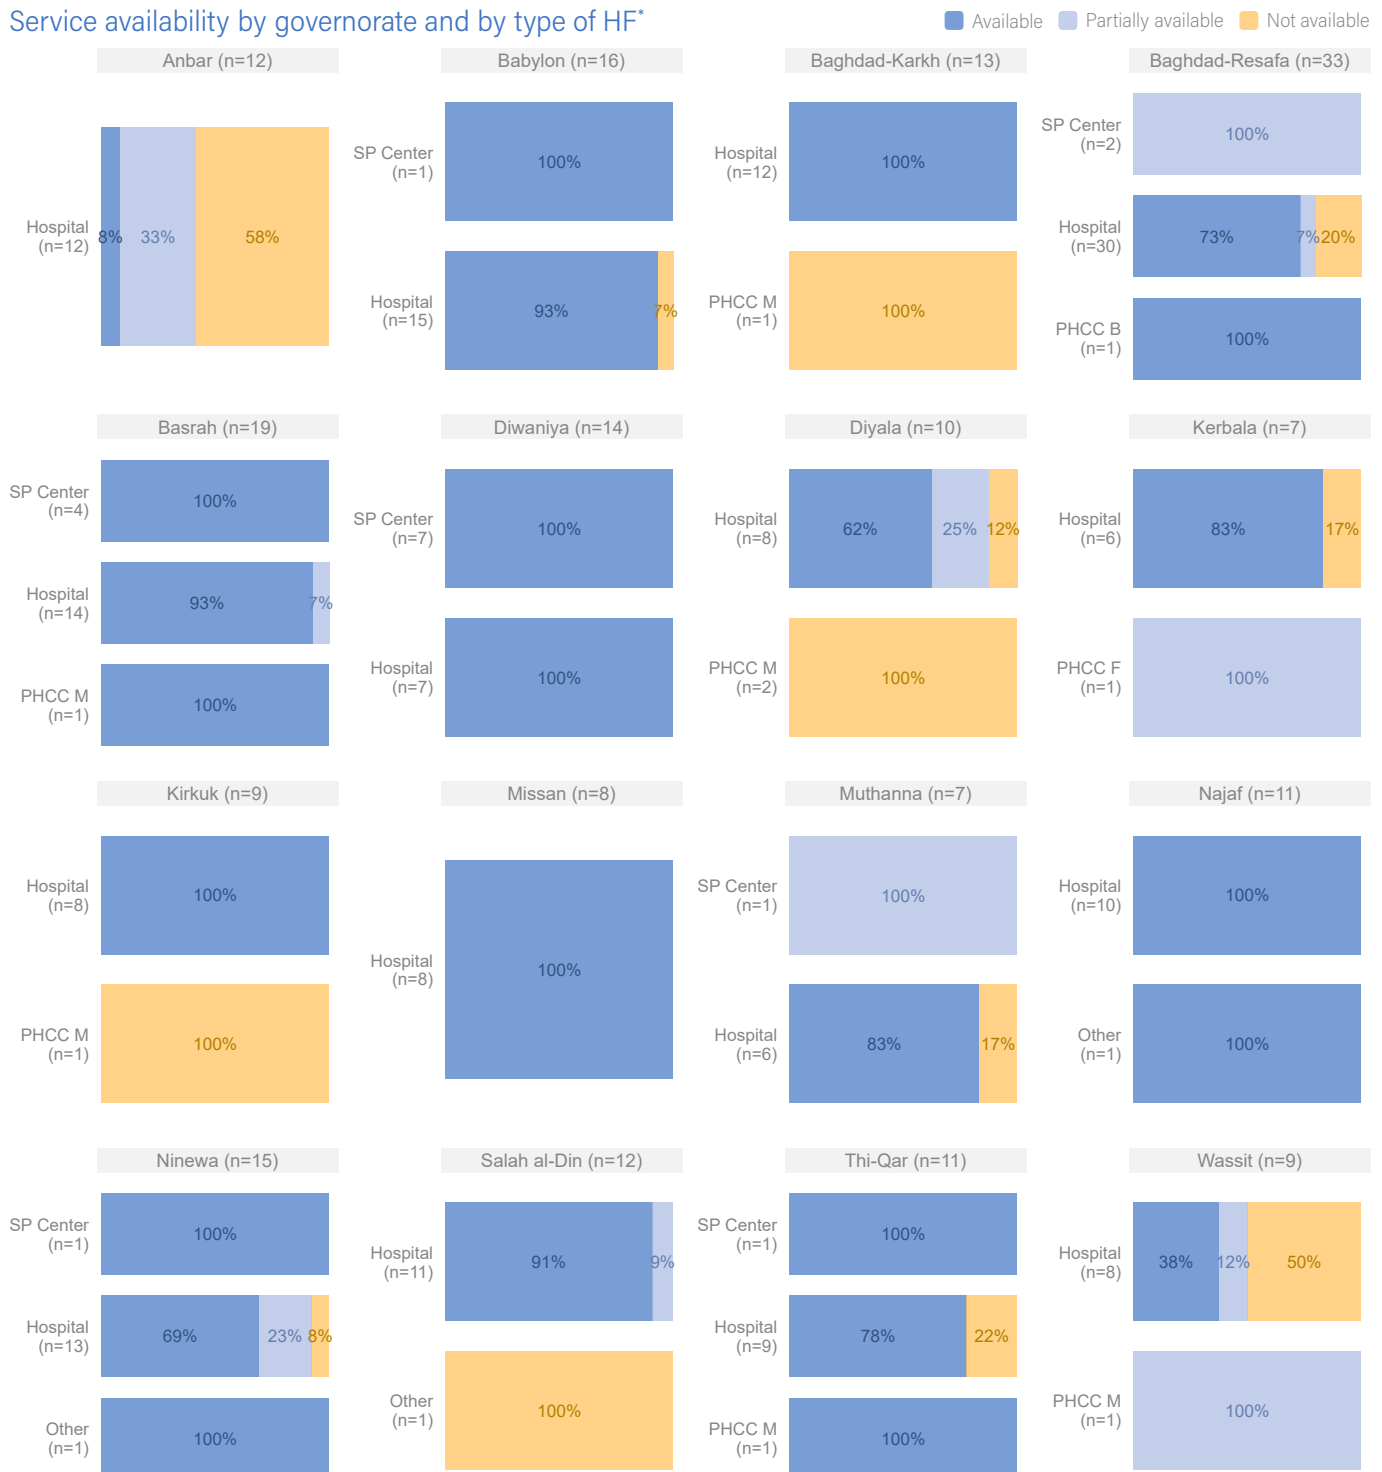 Service availability by governorate and by type of HF*
Available
Partially available
Not available
Anbar (n=12)
Hospital
(n=12)
8%
33%
58%
Babylon (n=16)
SP Center
(n=1)
100%
Hospital
(n=15)
93%
7%
Baghdad-Karkh (n=13)
Hospital
(n=12)
100%
PHCC M
(n=1)
100%
Baghdad-Resafa (n=33)
SP Center
(n=2)
100%
Hospital
(n=30)
73%
7%
20%
PHCC B
(n=1)
100%
Basrah (n=19)
SP Center
(n=4)
100%
Hospital
(n=14)
93%
7%
PHCC M
(n=1)
100%
Diwaniya (n=14)
SP Center
(n=7)
100%
Hospital
(n=7)
100%
Diyala (n=10)
Hospital
(n=8)
62%
25%
12%
PHCC M
(n=2)
100%
Kerbala (n=7)
Hospital
(n=6)
83%
17%
PHCC F
(n=1)
100%
Kirkuk (n=9)
Hospital
(n=8)
100%
PHCC M
(n=1)
100%
Missan (n=8)
Hospital
(n=8)
100%
Muthanna (n=7)
SP Center
(n=1)
100%
Hospital
(n=6)
83%
17%
Najaf (n=11)
Hospital
(n=10)
100%
Other
(n=1)
100%
Ninewa (n=15)
SP Center
(n=1)
100%
Hospital
(n=13)
69%
23%
8%
Other
(n=1)
100%
Salah al-Din (n=12)
Hospital
(n=11)
91%
9%
Other
(n=1)
100%
Thi-Qar (n=11)
SP Center
(n=1)
100%
Hospital
(n=9)
78%
22%
PHCC M
(n=1)
100%
Wassit (n=9)
Hospital
(n=8)
38%
12%
50%
PHCC M
(n=1)
100%